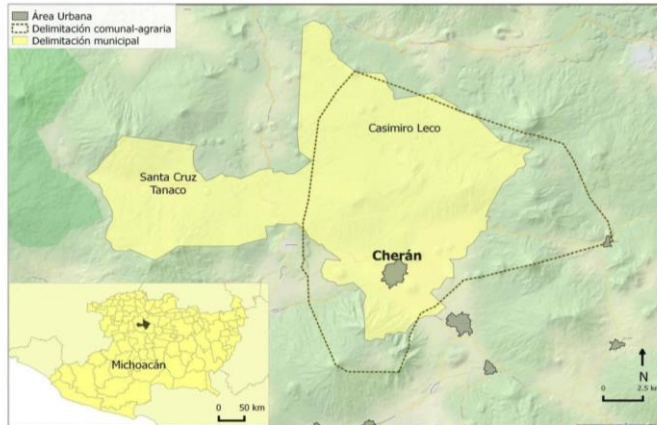 Área Urbana
Delimitación comunal-agraria
Delimitación municipal
Casimiro Leco
Santa Cruz
Tanaco
Cherán
Michoacán
0 50 km
N
0 2.5 k